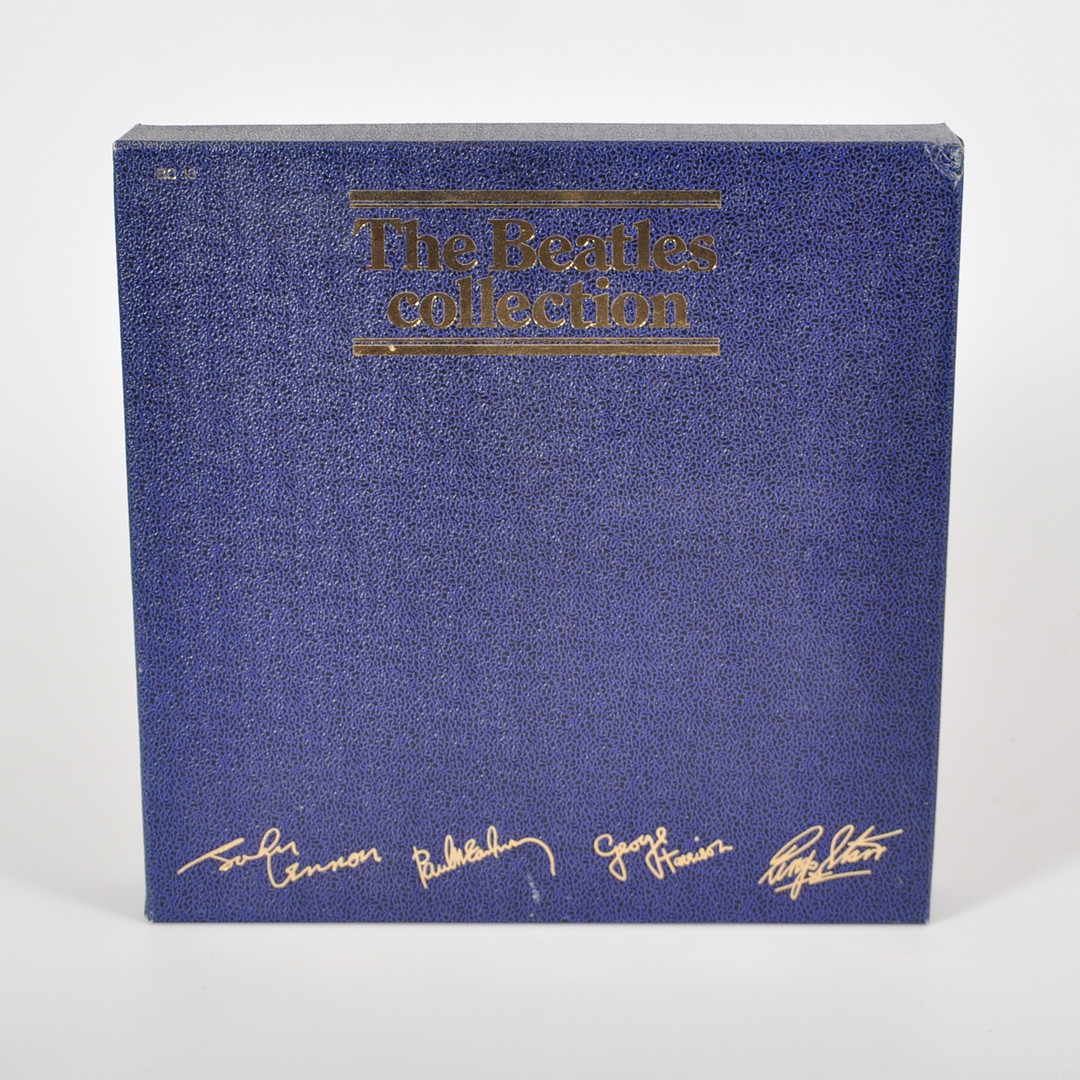 BC 13
The Beatles
collection
John Lennon Paul McCartney George Harrison Ringo Starr